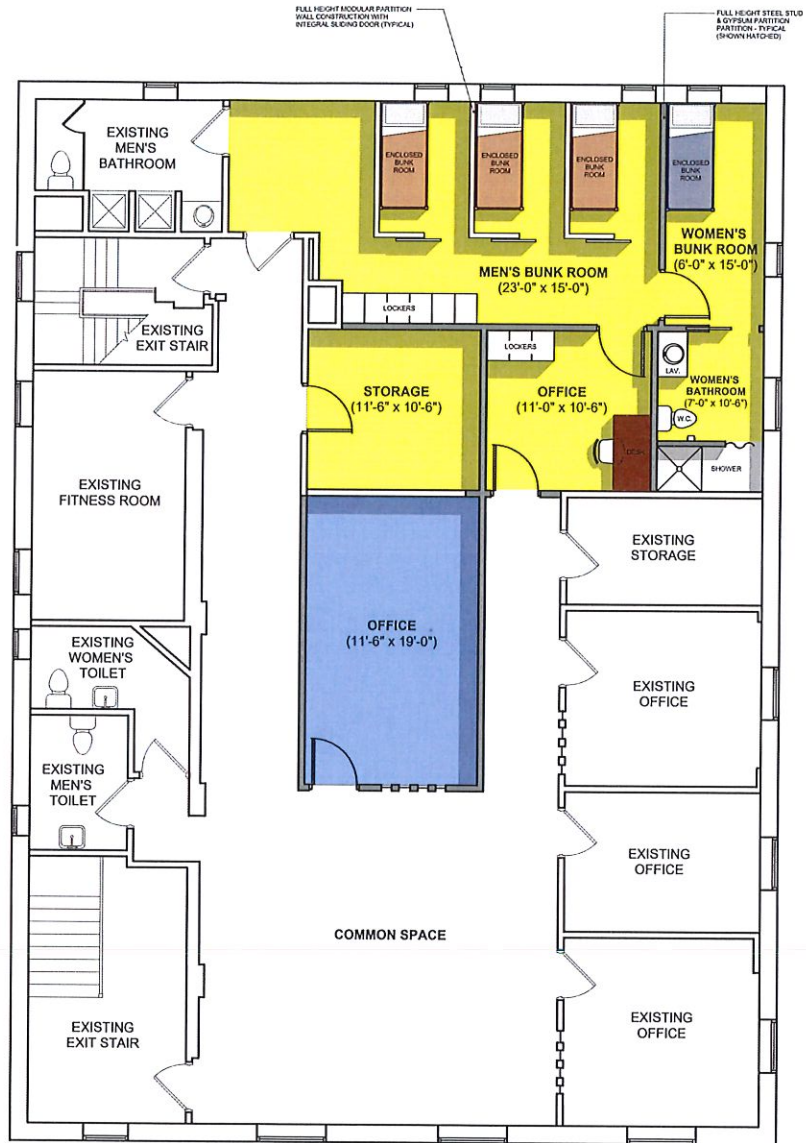 FULL HEIGHT MODULAR PARTITION
WALL CONSTRUCTION WITH
INTEGRAL SLIDING DOOR (TYPICAL)
FULL HEIGHT STEEL STUD
& GYPSUM PARTITION
PARTITION - TYPICAL
(SHOWN HATCHED)
EXISTING
MEN'S
BATHROOM
ENCLOSED
BUNK
ROOM
ENCLOSED
BUNK
ROOM
ENCLOSED
BUNK
ROOM
ENCLOSED
BUNK
ROOM
WOMEN'S
BUNK ROOM
(6'-0" x 15'-0")
MEN'S BUNK ROOM
(23'-0" x 15'-0")
LOCKERS
EXISTING
EXIT STAIR
LOCKERS
LAV.
STORAGE
(11'-6" x 10'-6")
OFFICE
(11'-0" x 10'-6")
WOMEN'S
BATHROOM
(7'-0" x 10'-6")
W.C.
DESK
SHOWER
EXISTING
FITNESS ROOM
EXISTING
STORAGE
OFFICE
(11'-6" x 19'-0")
EXISTING
WOMEN'S
TOILET
EXISTING
OFFICE
EXISTING
MEN'S
TOILET
EXISTING
OFFICE
COMMON SPACE
EXISTING
EXIT STAIR
EXISTING
OFFICE